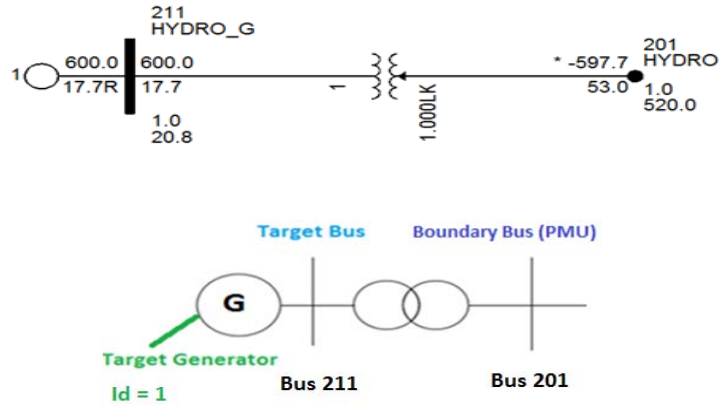 211
HYDRO_G
201
HYDRO
1
600.0
600.0
* -597.7
17.7R
17.7
53.0
1.0
520.0
1
1.000LK
1.0
20.8
Target Bus
Boundary Bus (PMU)
G
Target Generator
Id = 1
Bus 211
Bus 201